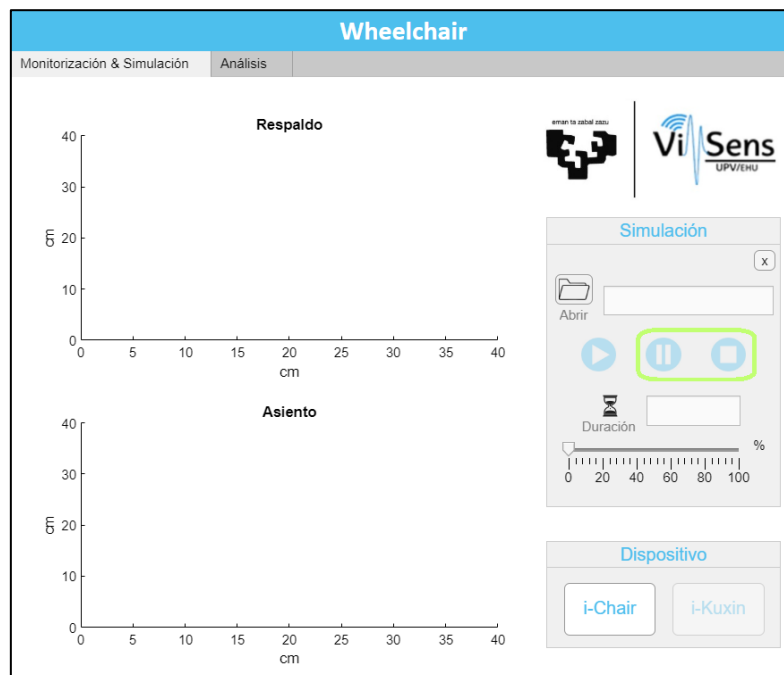 Wheelchair
Monitorización & Simulación Análisis
Respaldo
40
30
20
10
0
cm
0 5 10 15 20 25 30 35 40
cm
Asiento
40
30
20
10
0
cm
0 5 10 15 20 25 30 35 40
cm
eman ta zabal zazu
Vi Sens
UPV/EHU
Simulación
x
Abrir
Duración
%
0 20 40 60 80 100
Dispositivo
i-Chair i-Kuxin